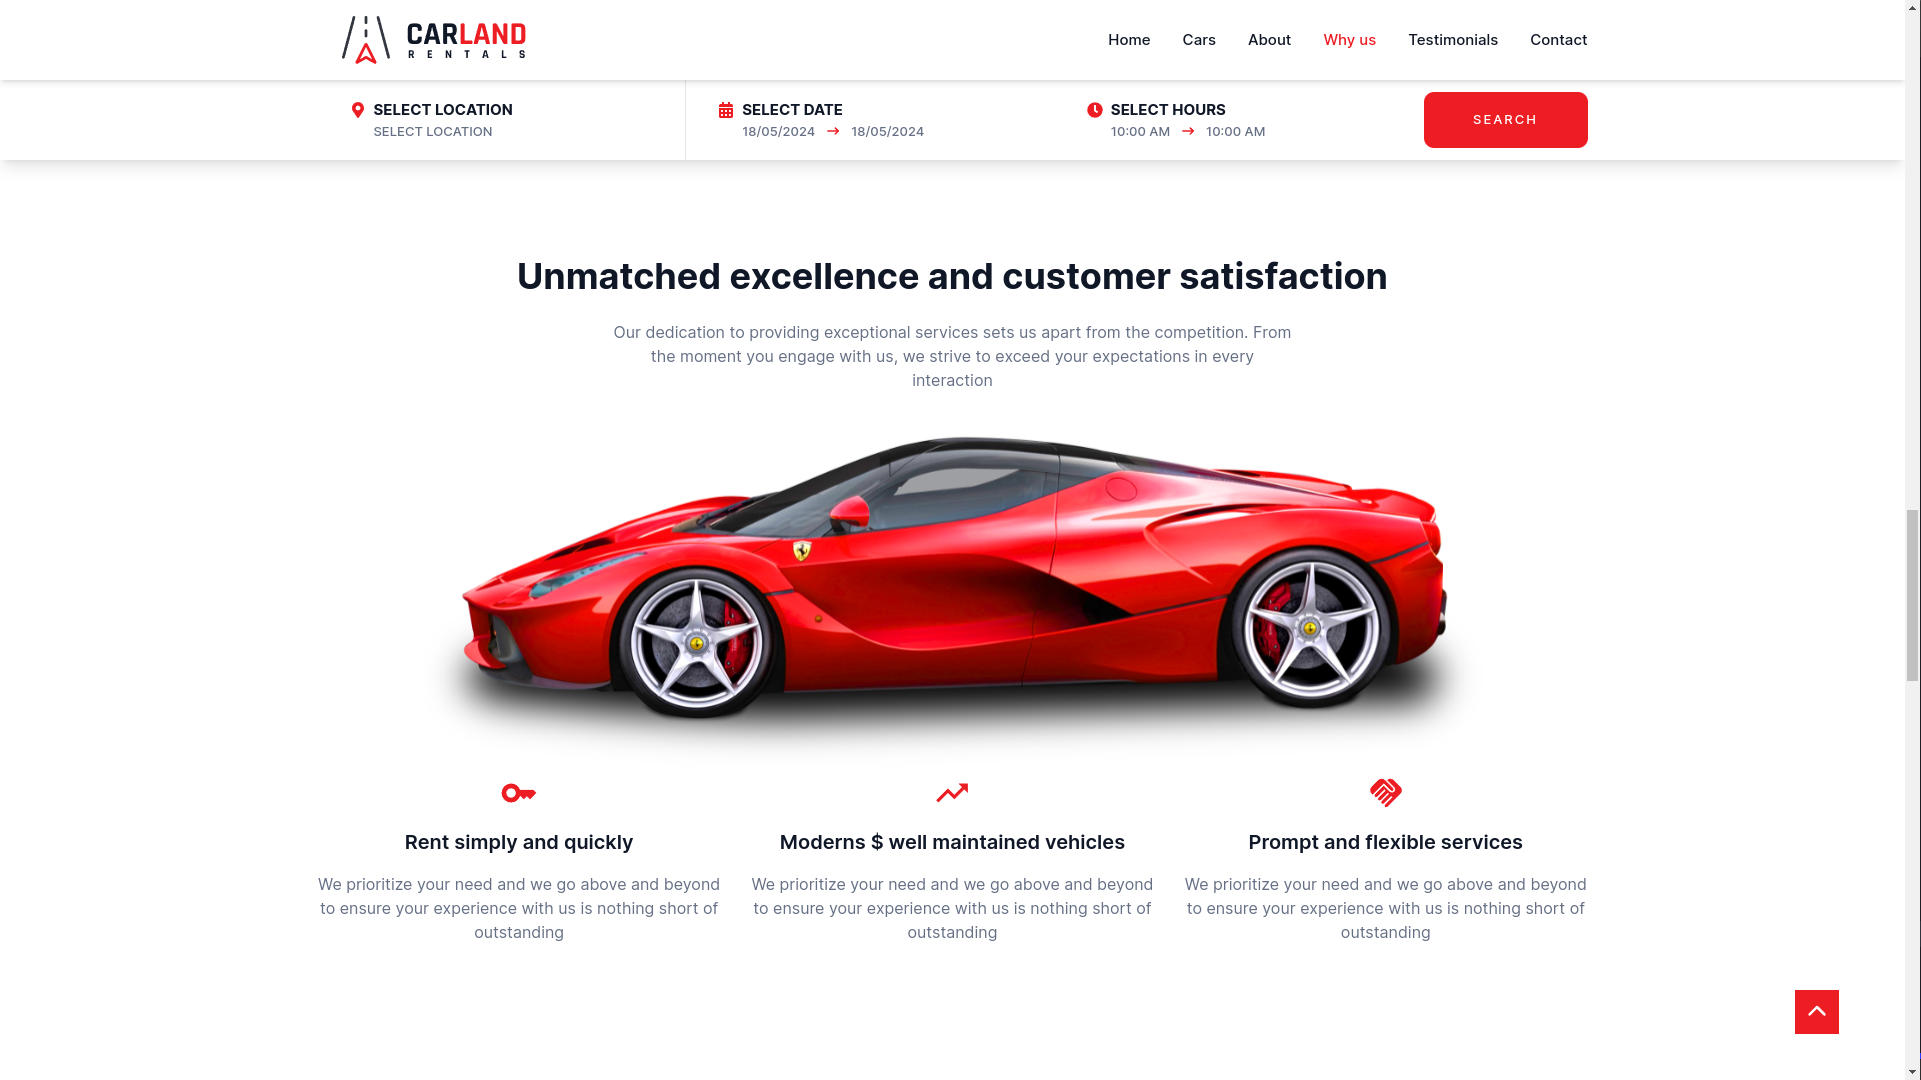 CARLAND
RENTALS
Home Cars About Why us Testimonials Contact
SELECT LOCATION
SELECT LOCATION
SELECT DATE
18/05/2024 → 18/05/2024
SELECT HOURS
10:00 AM → 10:00 AM
SEARCH
Unmatched excellence and customer satisfaction
Our dedication to providing exceptional services sets us apart from the competition. From
the moment you engage with us, we strive to exceed your expectations in every
interaction
Rent simply and quickly
We prioritize your need and we go above and beyond
to ensure your experience with us is nothing short of
outstanding
Moderns $ well maintained vehicles
We prioritize your need and we go above and beyond
to ensure your experience with us is nothing short of
outstanding
Prompt and flexible services
We prioritize your need and we go above and beyond
to ensure your experience with us is nothing short of
outstanding